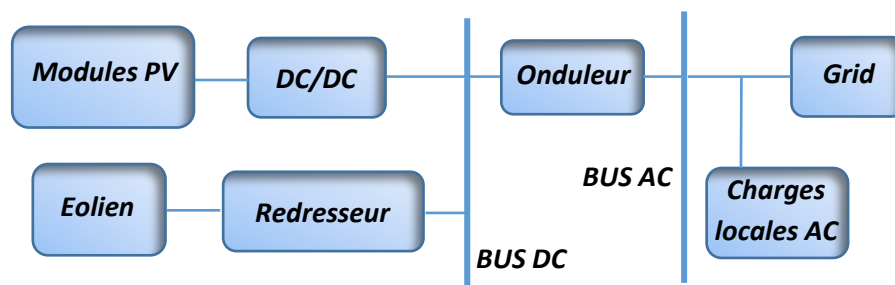 Modules PV
DC/DC
Onduleur
Grid
Eolien
Redresseur
BUS DC
BUS AC
Charges
locales AC